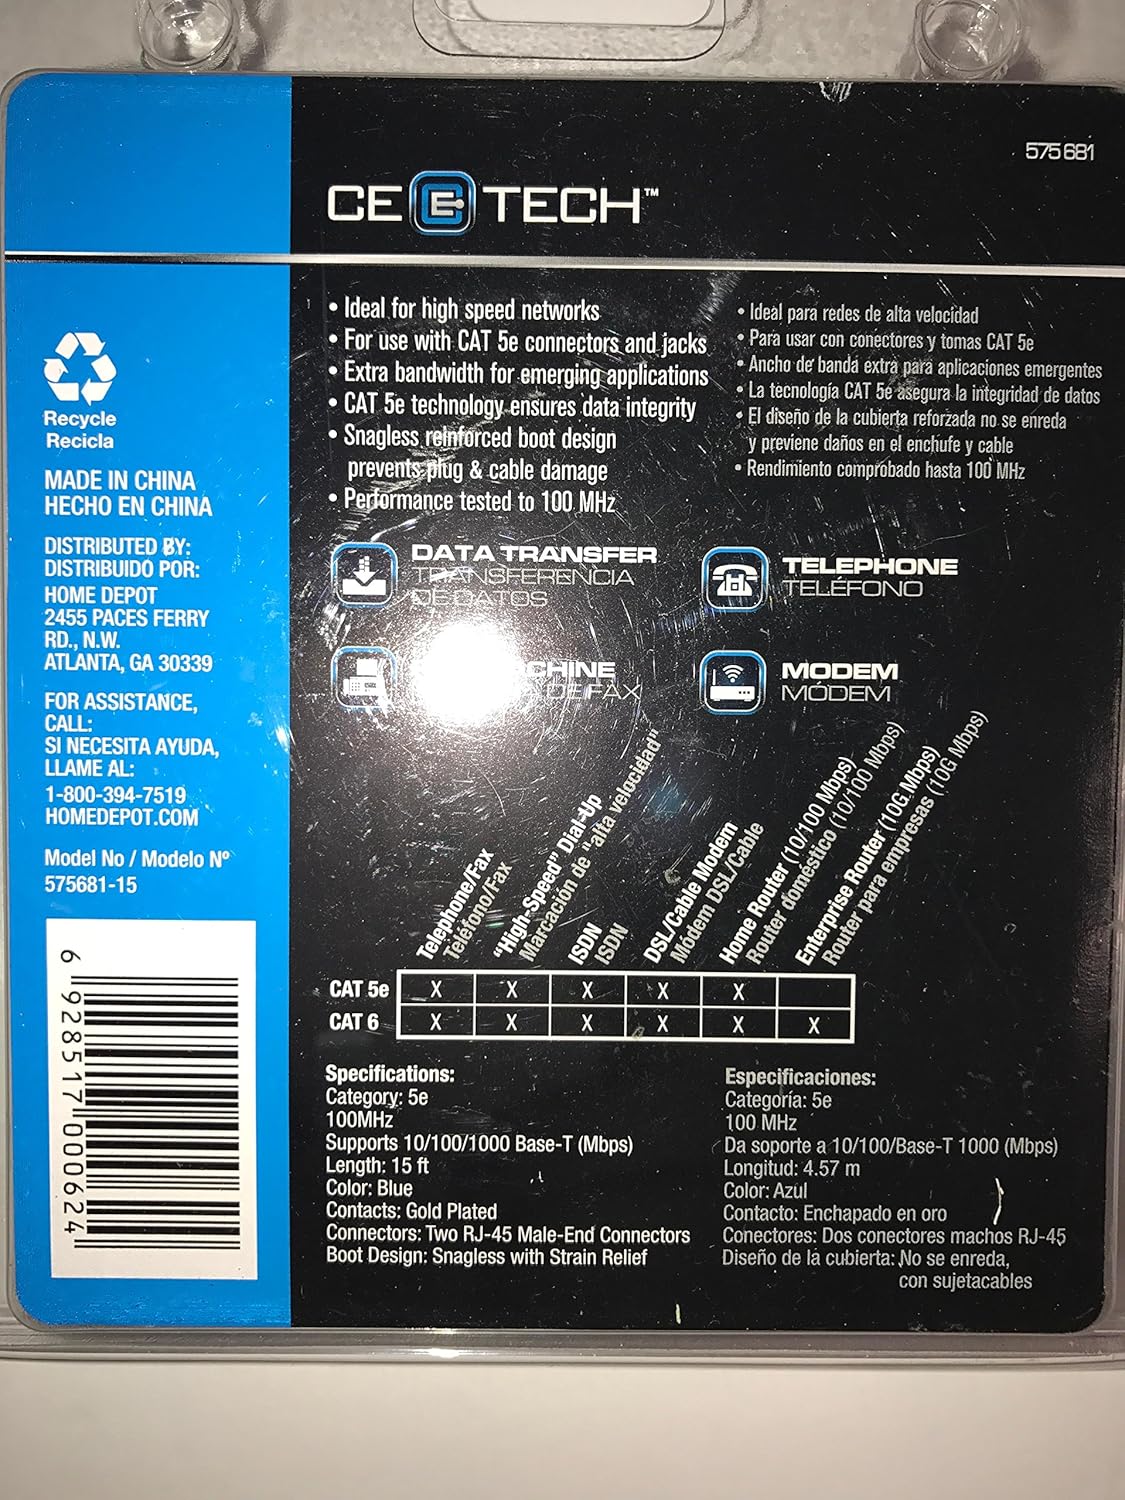 575 681
CE TECH™
• Ideal for high speed networks
• For use with CAT 5e connectors and jacks
• Extra bandwidth for emerging applications
• CAT 5e technology ensures data integrity
• Snagless reinforced boot design
prevents plug & cable damage
• Performance tested to 100 MHz
• Ideal para redes de alta velocidad
• Para usar con conectores y tomas CAT 5e
• Ancho de banda extra para aplicaciones emergentes
• La tecnología CAT 5e asegura la integridad de datos
• El diseño de la cubierta reforzada no se enreda
y previene daños en el enchufe y cable
• Rendimiento comprobado hasta 100 MHz
Recycle
Recicla
MADE IN CHINA
HECHO EN CHINA
DISTRIBUTED BY:
DISTRIBUIDO POR:
HOME DEPOT
2455 PACES FERRY
RD., N.W.
ATLANTA, GA 30339
FOR ASSISTANCE,
CALL:
SI NECESITA AYUDA,
LLAME AL:
1-800-394-7519
HOMEDEPOT.COM
Model No / Modelo Nº
575681-15
6 928517 000624
DATA TRANSFER
TRANSFERENCIA
DE DATOS
TELEPHONE
TELÉFONO
DE FAX
MODEM
MÓDEM
Telephone/Fax
Teléfono/Fax
"High-Speed" Dial-Up
Marcación de "alta velocidad"
ISDN
ISDN
DSL/Cable Modem
Módem DSL/Cable
Home Router (10/100 Mbps)
Router doméstico (10/100 Mbps)
Enterprise Router (10G Mbps)
Router para empresas (10G Mbps)
CAT 5e X X X X X
CAT 6 X X X X X X
Specifications:
Category: 5e
100MHz
Supports 10/100/1000 Base-T (Mbps)
Length: 15 ft
Color: Blue
Contacts: Gold Plated
Connectors: Two RJ-45 Male-End Connectors
Boot Design: Snagless with Strain Relief
Especificaciones:
Categoría: 5e
100 MHz
Da soporte a 10/100/Base-T 1000 (Mbps)
Longitud: 4.57 m
Color: Azul
Contacto: Enchapado en oro
Conectores: Dos conectores machos RJ-45
Diseño de la cubierta: No se enreda,
con sujetacables